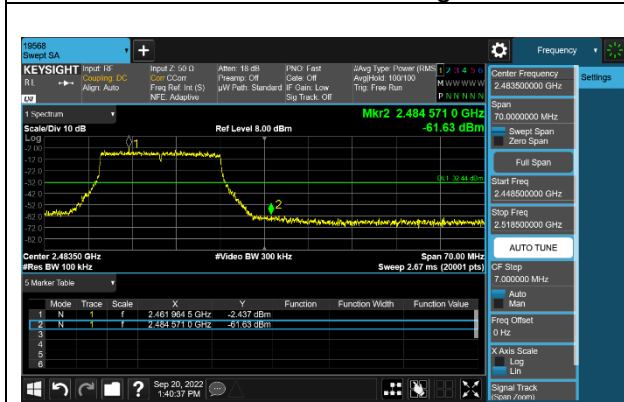 19568
Swept SA
Frequency
KEYSIGHT Input: RF
Coupling: DC
Align: Auto
Input Z: 50 Ω
Corr CCorr
Freq Ref: Int (S)
NFE: Adaptive
Atten: 18 dB
Preamp: Off
µW Path: Standard
PNO: Fast
Gate: Off
IF Gain: Low
Sig Track: Off
#Avg Type: Power (RMS
Avg|Hold: 100/100
Trig: Free Run
1 2 3 4 5 6
M W W W W W
P N N N N N
RL
LXI
1 Spectrum
Scale/Div 10 dB
Ref Level 8.00 dBm
Mkr2 2.484 571 0 GHz
-61.63 dBm
Log
-2.00
-12.0
-22.0
-32.0
-42.0
-52.0
-62.0
-72.0
-82.0
1
2
DL1 -32.44 dBm
Center 2.48350 GHz
#Res BW 100 kHz
#Video BW 300 kHz
Span 70.00 MHz
Sweep 2.67 ms (20001 pts)
5 Marker Table
Mode Trace Scale X Y Function Function Width Function Value
1 N 1 f 2.461 964 5 GHz -2.437 dBm
2 N 1 f 2.484 571 0 GHz -61.63 dBm
3
4
5
6
Sep 20, 2022
1:40:37 PM
Center Frequency
2.483500000 GHz
Settings
Span
70.0000000 MHz
Swept Span
Zero Span
Full Span
Start Freq
2.448500000 GHz
Stop Freq
2.518500000 GHz
AUTO TUNE
CF Step
7.000000 MHz
Auto
Man
Freq Offset
0 Hz
X Axis Scale
Log
Lin
Signal Track
(Span Zoom)